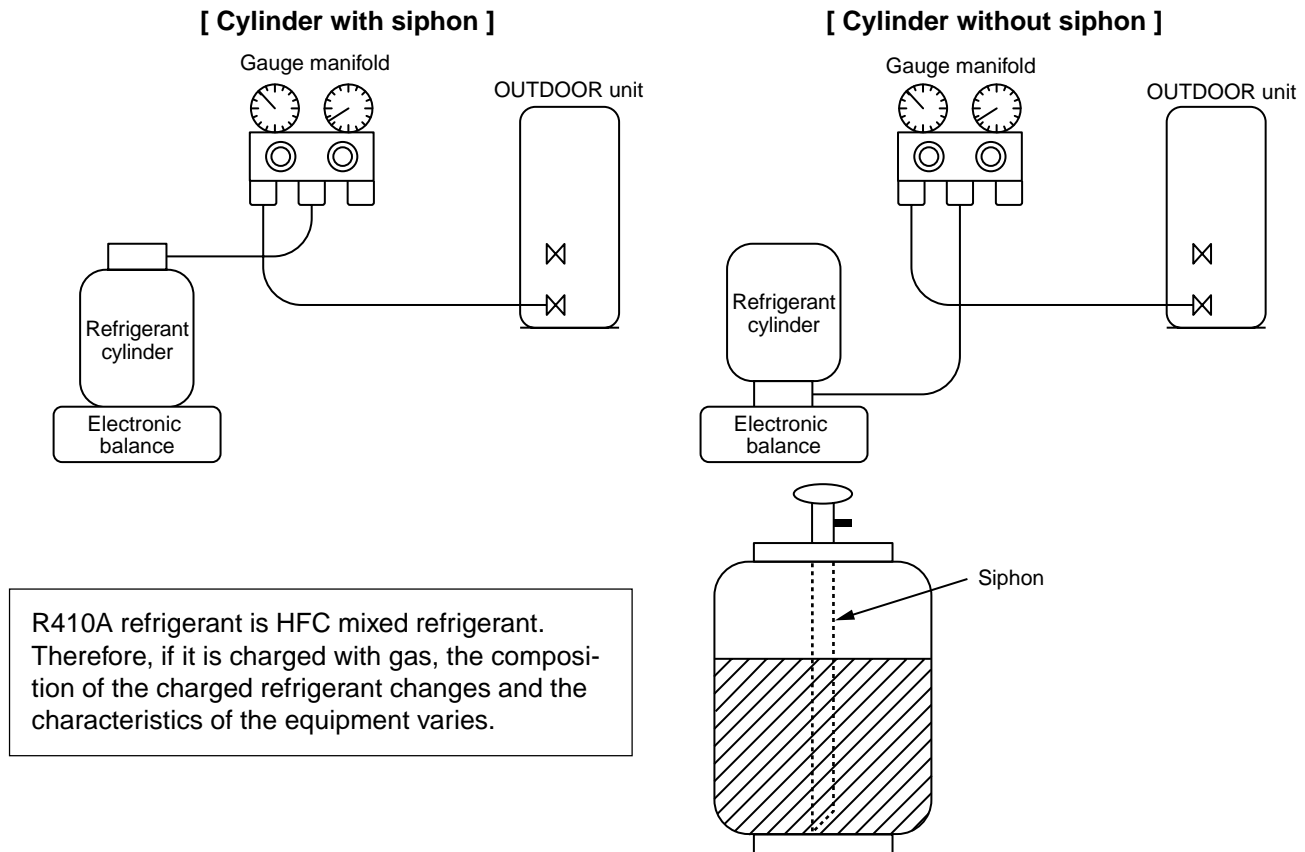 [ Cylinder with siphon ]
Gauge manifold
OUTDOOR unit
Refrigerant
cylinder
Electronic
balance
[ Cylinder without siphon ]
Gauge manifold
OUTDOOR unit
Refrigerant
cylinder
Electronic
balance
Siphon
R410A refrigerant is HFC mixed refrigerant.
Therefore, if it is charged with gas, the composi-
tion of the charged refrigerant changes and the
characteristics of the equipment varies.